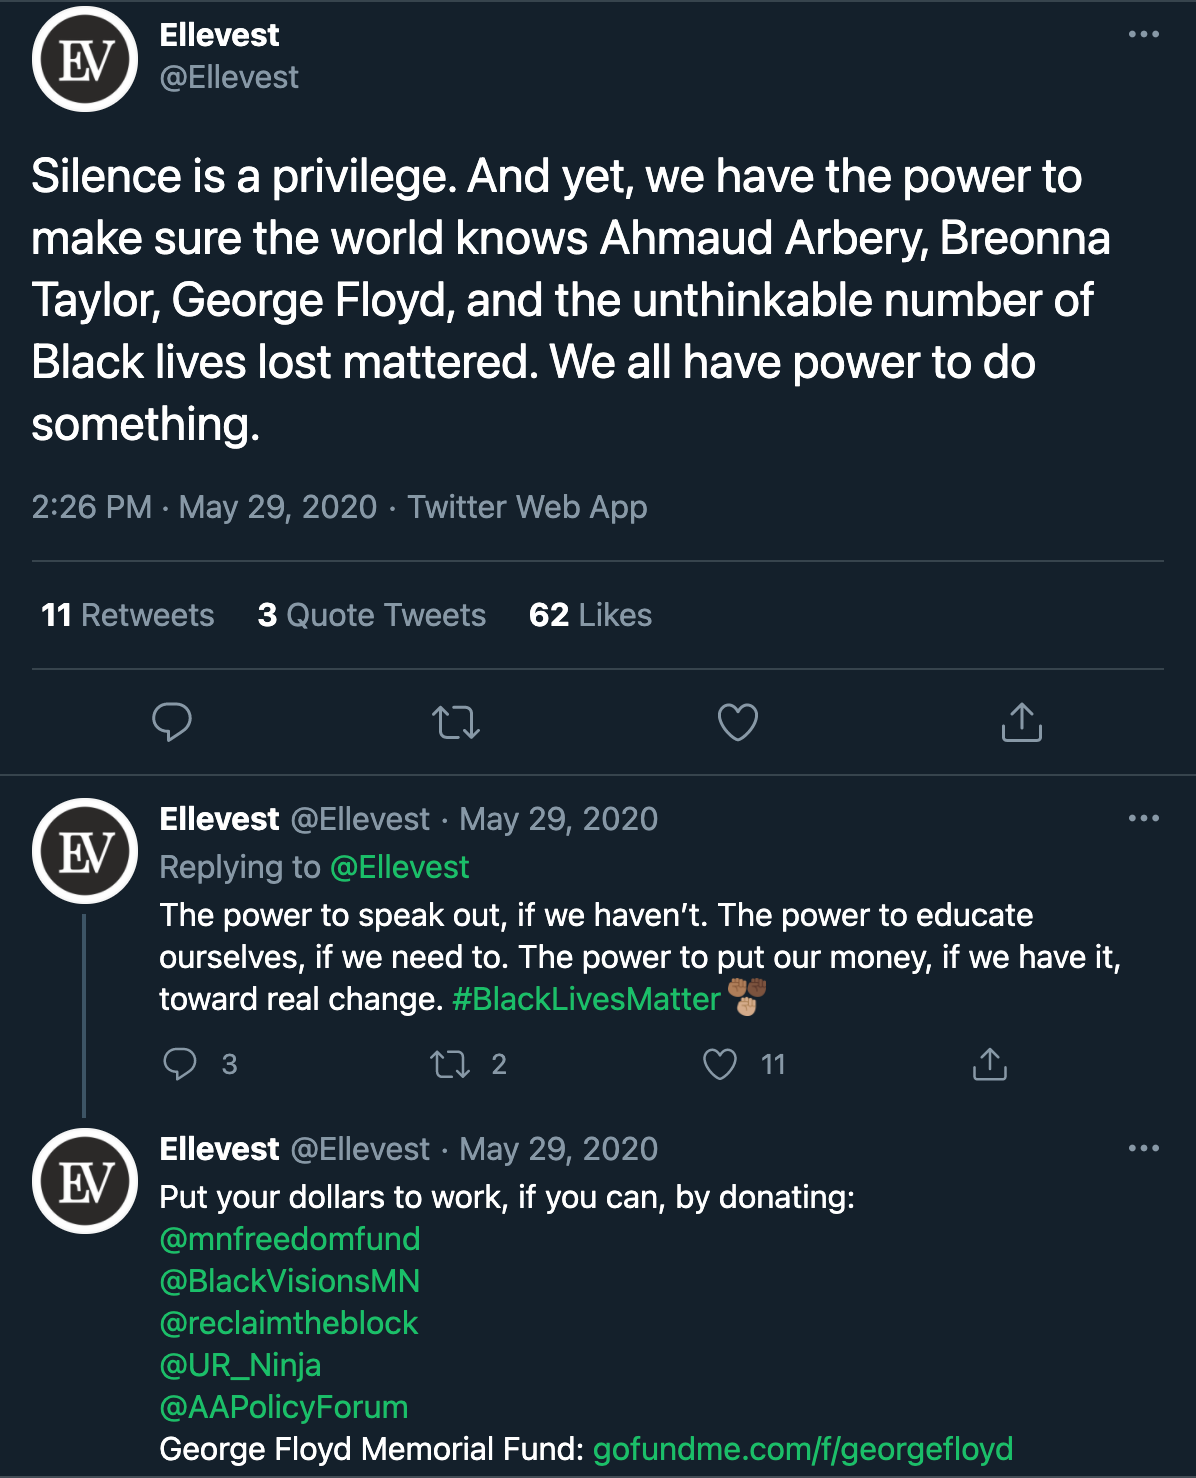 EV
Ellevest
@Ellevest
Silence is a privilege. And yet, we have the power to
make sure the world knows Ahmaud Arbery, Breonna
Taylor, George Floyd, and the unthinkable number of
Black lives lost mattered. We all have power to do
something.
2:26 PM · May 29, 2020 · Twitter Web App
11 Retweets 3 Quote Tweets 62 Likes
EV
Ellevest @Ellevest · May 29, 2020
Replying to @Ellevest
The power to speak out, if we haven’t. The power to educate
ourselves, if we need to. The power to put our money, if we have it,
toward real change. #BlackLivesMatter
3 2 11
EV
Ellevest @Ellevest · May 29, 2020
Put your dollars to work, if you can, by donating:
@mnfreedomfund
@BlackVisionsMN
@reclaimtheblock
@UR_Ninja
@AAPolicyForum
George Floyd Memorial Fund: gofundme.com/f/georgefloyd